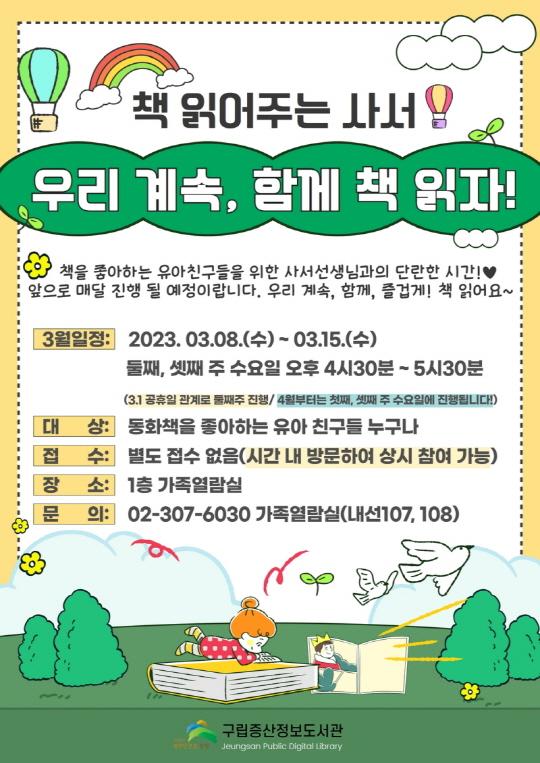 책 읽어주는 사서
우리 계속, 함께 책 읽자!
책을 좋아하는 유아친구들을 위한 사서선생님과의 단란한 시간!♥
앞으로 매달 진행 될 예정이랍니다. 우리 계속, 함께, 즐겁게! 책 읽어요~
3월일정: 2023. 03.08.(수) ~ 03.15.(수)
둘째, 셋째 주 수요일 오후 4시30분 ~ 5시30분
(3.1 공휴일 관계로 둘째주 진행/ 4월부터는 첫째, 셋째 주 수요일에 진행됩니다!)
대 상: 동화책을 좋아하는 유아 친구들 누구나
접 수: 별도 접수 없음(시간 내 방문하여 상시 참여 가능)
장 소: 1층 가족열람실
문 의: 02-307-6030 가족열람실(내선107, 108)
구립증산정보도서관
Jeungsan Public Digital Library